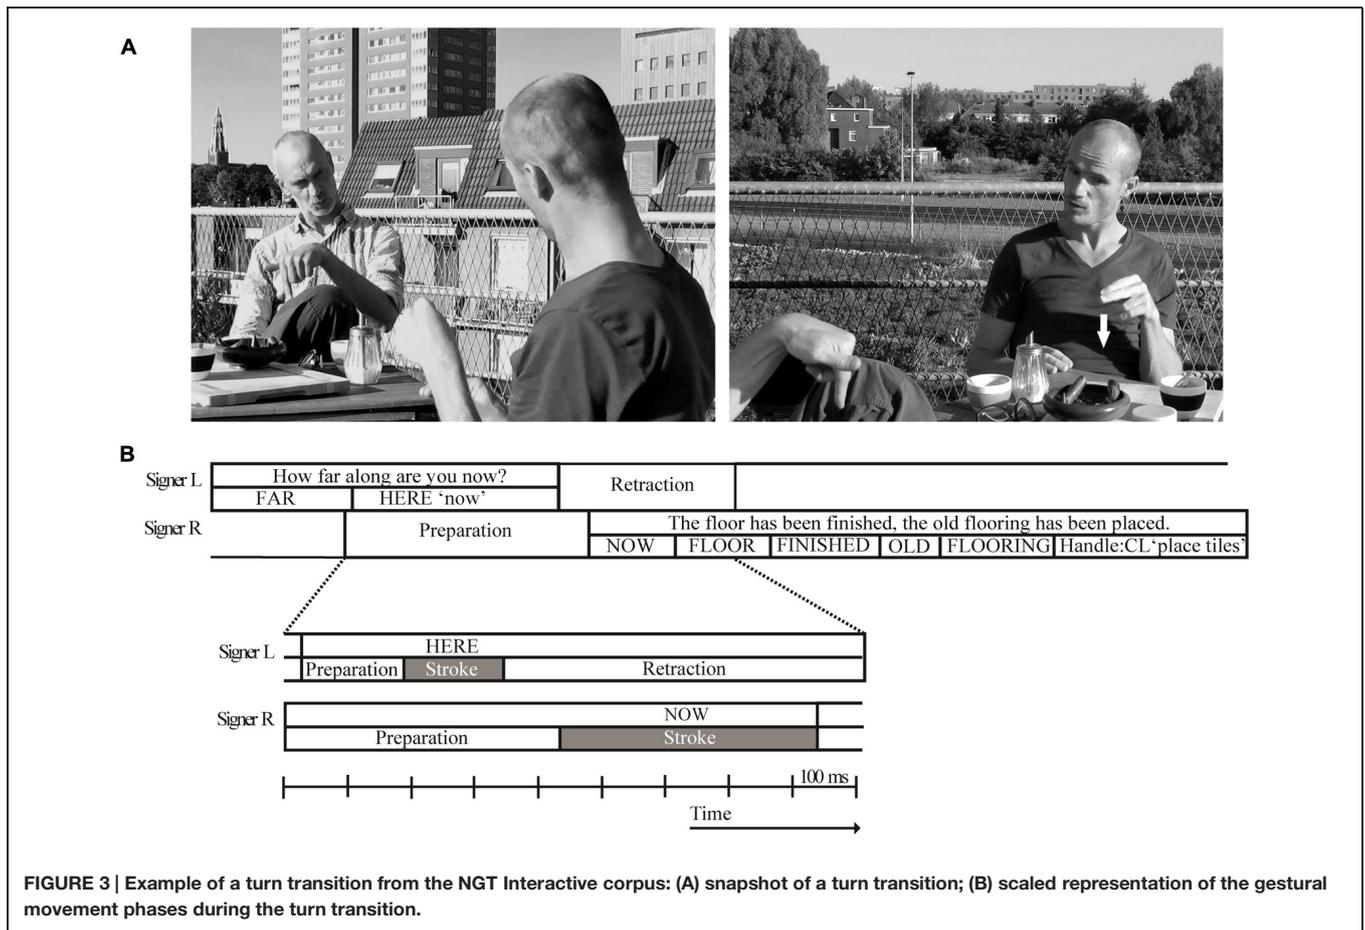 A
B
Signer L
How far along are you now?
FAR
HERE ‘now’
Retraction
Signer R
Preparation
The floor has been finished, the old flooring has been placed.
NOW
FLOOR
FINISHED
OLD
FLOORING
Handle:CL‘place tiles’
Signer L
HERE
Preparation
Stroke
Retraction
Signer R
NOW
Preparation
Stroke
100 ms
Time
FIGURE 3 | Example of a turn transition from the NGT Interactive corpus: (A) snapshot of a turn transition; (B) scaled representation of the gestural
movement phases during the turn transition.